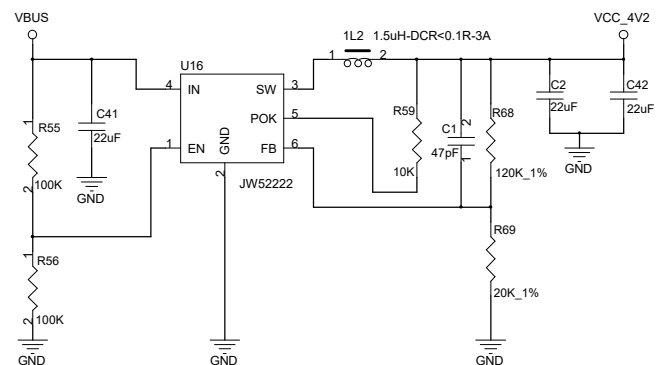 VBUS
VCC_4V2
1L2 1.5uH-DCR<0.1R-3A
1 2
U16
4 IN
SW 3
POK 5
1 EN
GND
FB 6
2
JW52222
C41
22uF
GND
1
R55
2
100K
1
R56
2
100K
GND
GND
R59
10K
C1
2
47pF
1
R68
120K_1%
C2
22uF
C42
22uF
GND
R69
20K_1%
GND